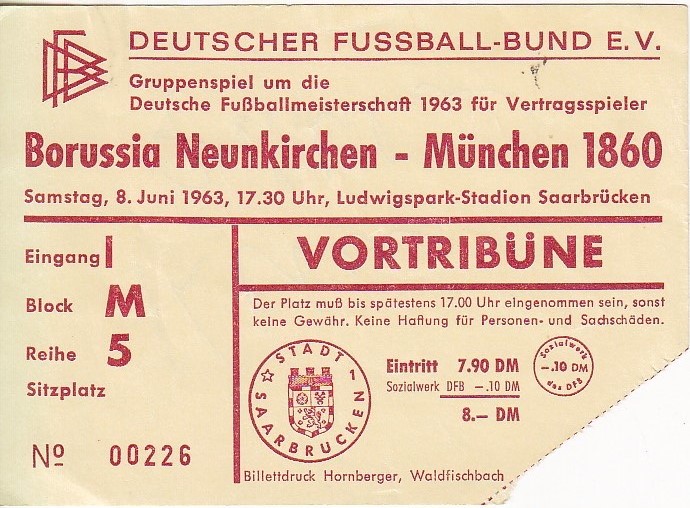 DFB
DEUTSCHER FUSSBALL-BUND E.V.
Gruppenspiel um die
Deutsche Fußballmeisterschaft 1963 für Vertragsspieler
Borussia Neunkirchen - München 1860
Samstag, 8. Juni 1963, 17.30 Uhr, Ludwigspark-Stadion Saarbrücken
Eingang I
Block M
Reihe 5
Sitzplatz
Nº 00226
VORTRIBÜNE
Der Platz muß bis spätestens 17.00 Uhr eingenommen sein, sonst
keine Gewähr. Keine Haftung für Personen- und Sachschäden.
STADT 1
SAARBRÜCKEN
Eintritt 7.90 DM
Sozialwerk DFB -.10 DM
8.— DM
Sozialwerk
-.10 DM
des DFB
Billettdruck Hornberger, Waldfischbach